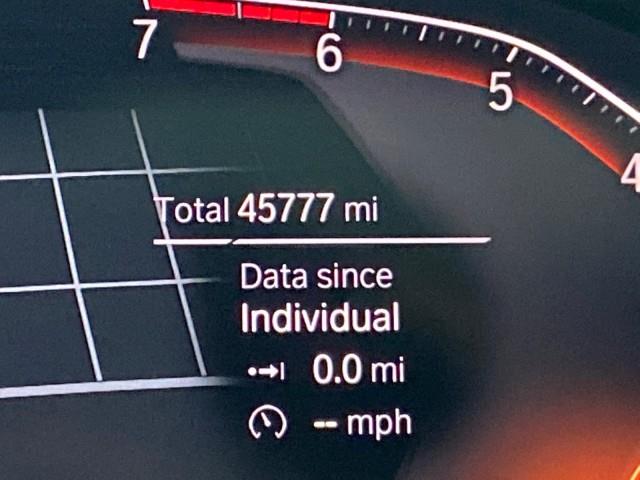 7
6
5
4
Total 45777 mi
Data since
Individual
0.0 mi
-- mph